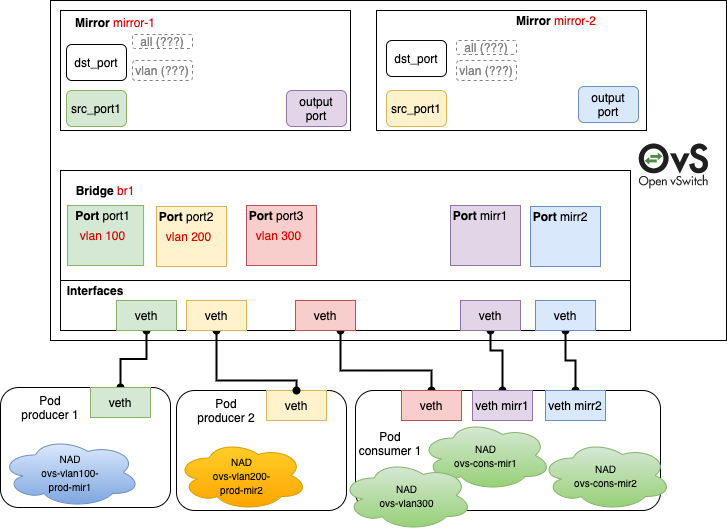 Mirror mirror-1
all (???)
dst_port
vlan (???)
src_port1
output
port
Mirror mirror-2
all (???)
dst_port
vlan (???)
src_port1
output
port
OvS
Open vSwitch
Bridge br1
Port port1
vlan 100
Port port2
vlan 200
Port port3
vlan 300
Port mirr1
Port mirr2
Interfaces
veth
veth
veth
veth
veth
Pod
producer 1
veth
NAD
ovs-vlan100-
prod-mir1
Pod
producer 2
veth
NAD
ovs-vlan200-
prod-mir2
veth
veth mirr1
veth mirr2
Pod
consumer 1
NAD
ovs-cons-mir1
NAD
ovs-cons-mir2
NAD
ovs-vlan300